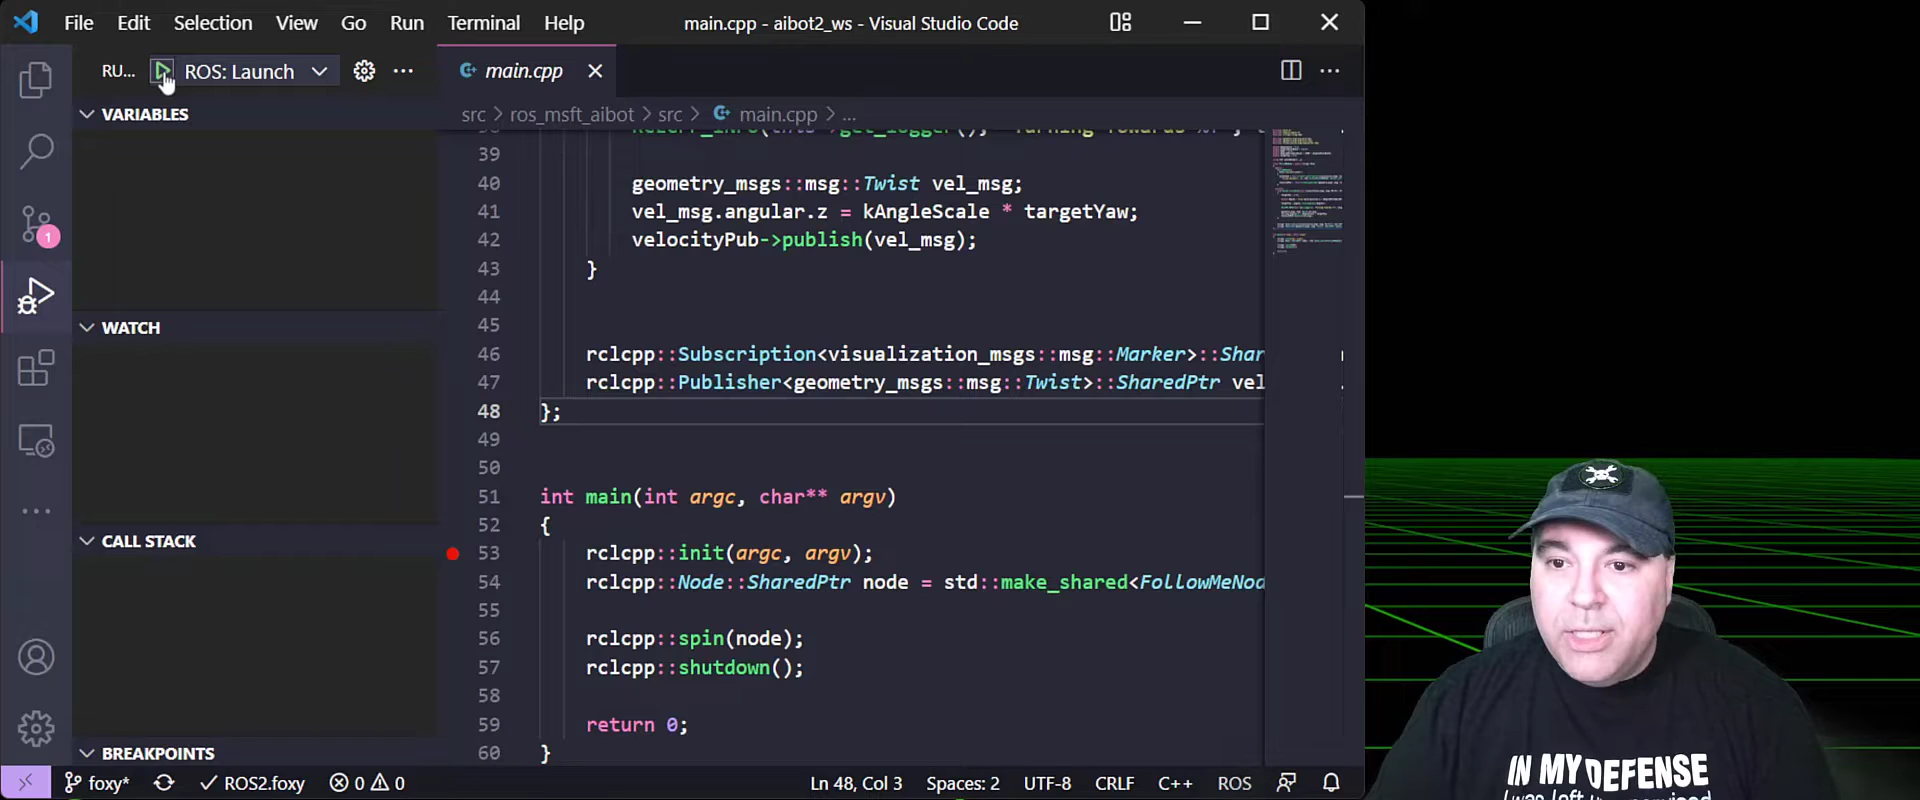 File Edit Selection View Go Run Terminal Help main.cpp - aibot2_ws - Visual Studio Code
RU... ROS: Launch
main.cpp
src > ros_msft_aibot > src > main.cpp > ...
VARIABLES
WATCH
CALL STACK
BREAKPOINTS
39
40 geometry_msgs::msg::Twist vel_msg;
41 vel_msg.angular.z = kAngleScale * targetYaw;
42 velocityPub->publish(vel_msg);
43 }
44
45
46 rclcpp::Subscription<visualization_msgs::msg::Marker>::Shar
47 rclcpp::Publisher<geometry_msgs::msg::Twist>::SharedPtr vel
48 };
49
50
51 int main(int argc, char** argv)
52 {
53 rclcpp::init(argc, argv);
54 rclcpp::Node::SharedPtr node = std::make_shared<FollowMeNod
55
56 rclcpp::spin(node);
57 rclcpp::shutdown();
58
59 return 0;
60 }
1
foxy* ROS2.foxy 0 0 Ln 48, Col 3 Spaces: 2 UTF-8 CRLF C++ ROS
IN MY DEFENSE
I was left unsupervised